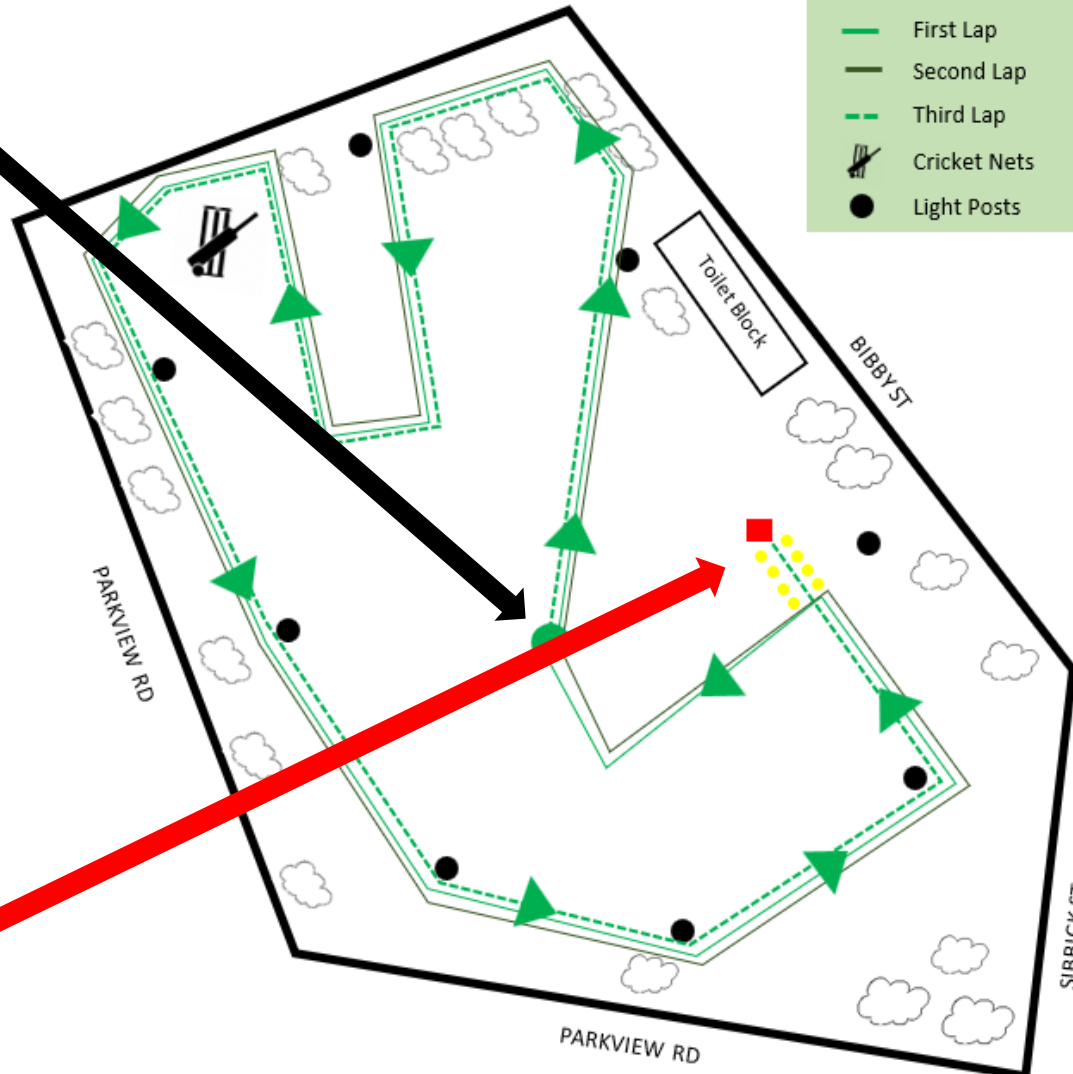 First Lap
Second Lap
Third Lap
Cricket Nets
Light Posts
Toilet Block
BIBBY ST
PARKVIEW RD
PARKVIEW RD